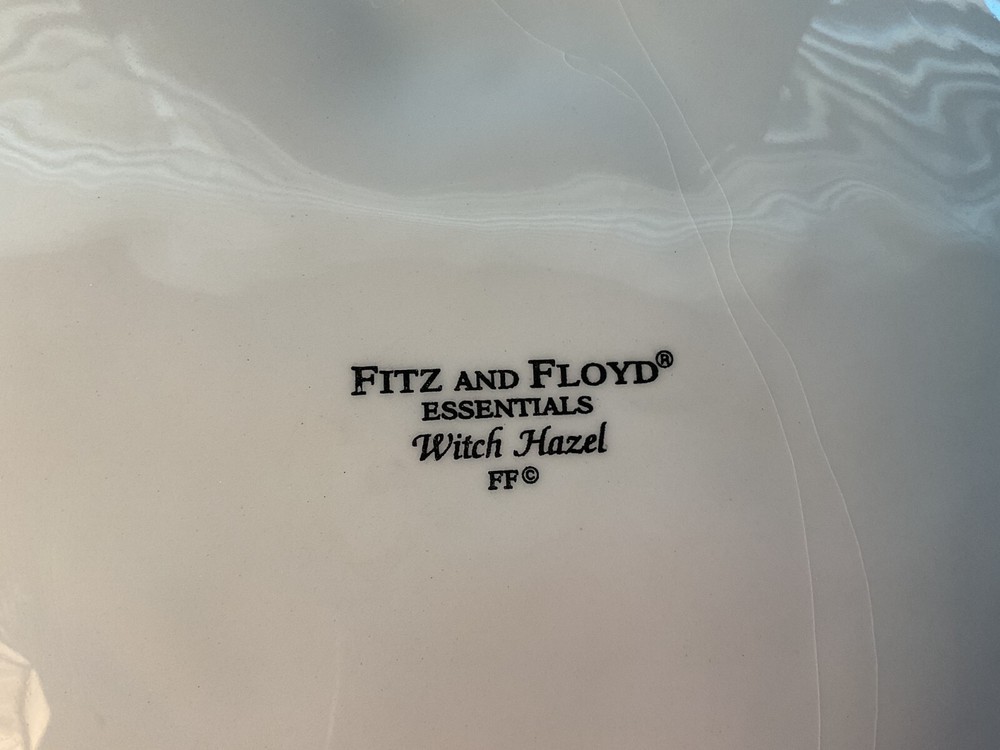 FITZ AND FLOYD®
ESSENTIALS
Witch Hazel
FF©